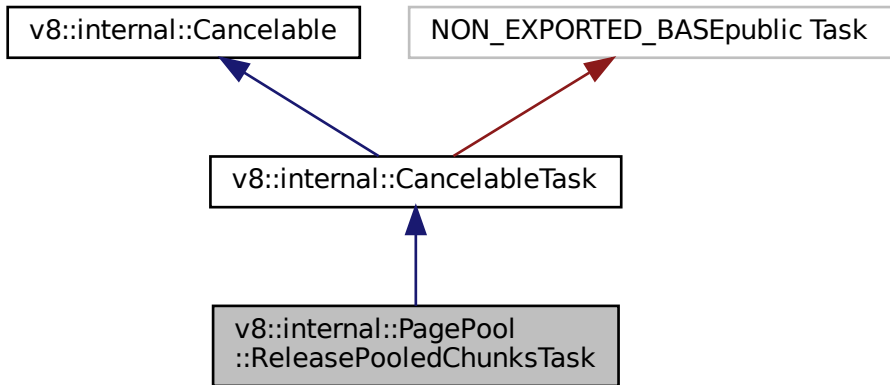 v8::internal::Cancelable
NON_EXPORTED_BASEpublic Task
v8::internal::CancelableTask
v8::internal::PagePool
::ReleasePooledChunksTask